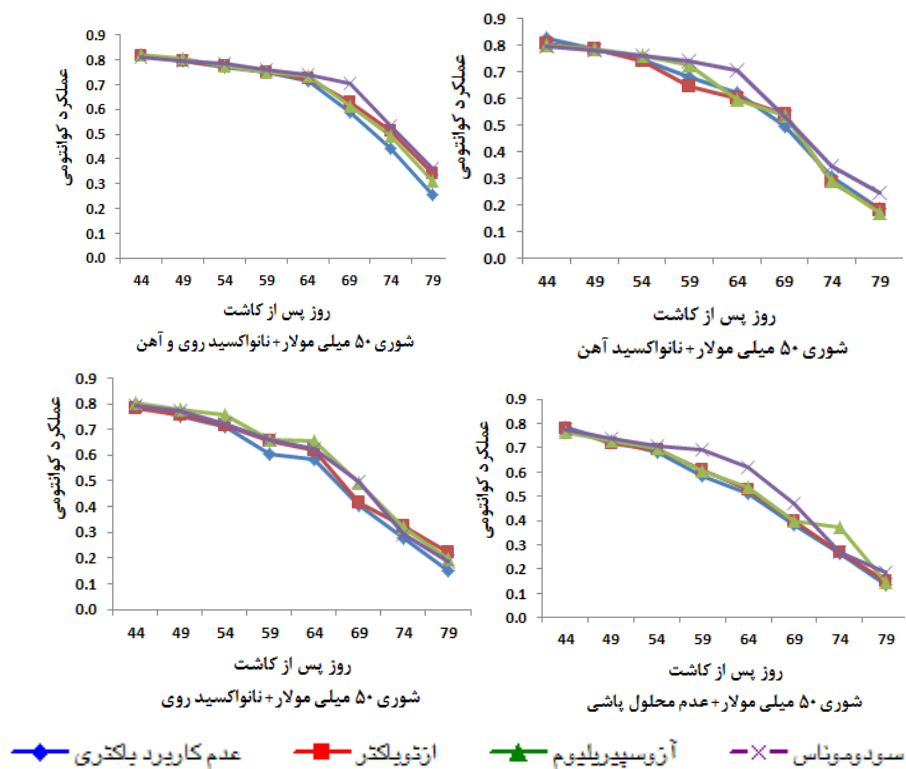 0.9
0.8
0.7
0.6
0.5
0.4
0.3
0.2
0.1
0.0
عملکرد کوانتومی
44 49 54 59 64 69 74 79
روز پس از کاشت
شوری ۵۰ میلی مولار+نانواکسید آهن
0.9
0.8
0.7
0.6
0.5
0.4
0.3
0.2
0.1
0.0
عملکرد کوانتومی
44 49 54 59 64 69 74 79
روز پس از کاشت
شوری ۵۰ میلی مولار+نانواکسید روی و آهن
0.9
0.8
0.7
0.6
0.5
0.4
0.3
0.2
0.1
0.0
عملکرد کوانتومی
44 49 54 59 64 69 74 79
روز پس از کاشت
شوری ۵۰ میلی مولار+عدم محلول پاشی
0.9
0.8
0.7
0.6
0.5
0.4
0.3
0.2
0.1
0.0
عملکرد کوانتومی
44 49 54 59 64 69 74 79
روز پس از کاشت
شوری ۵۰ میلی مولار+نانواکسید روی
عدم کاربرد باکتری ازتوباکتر آزوسپیریلیوم سودوموناس